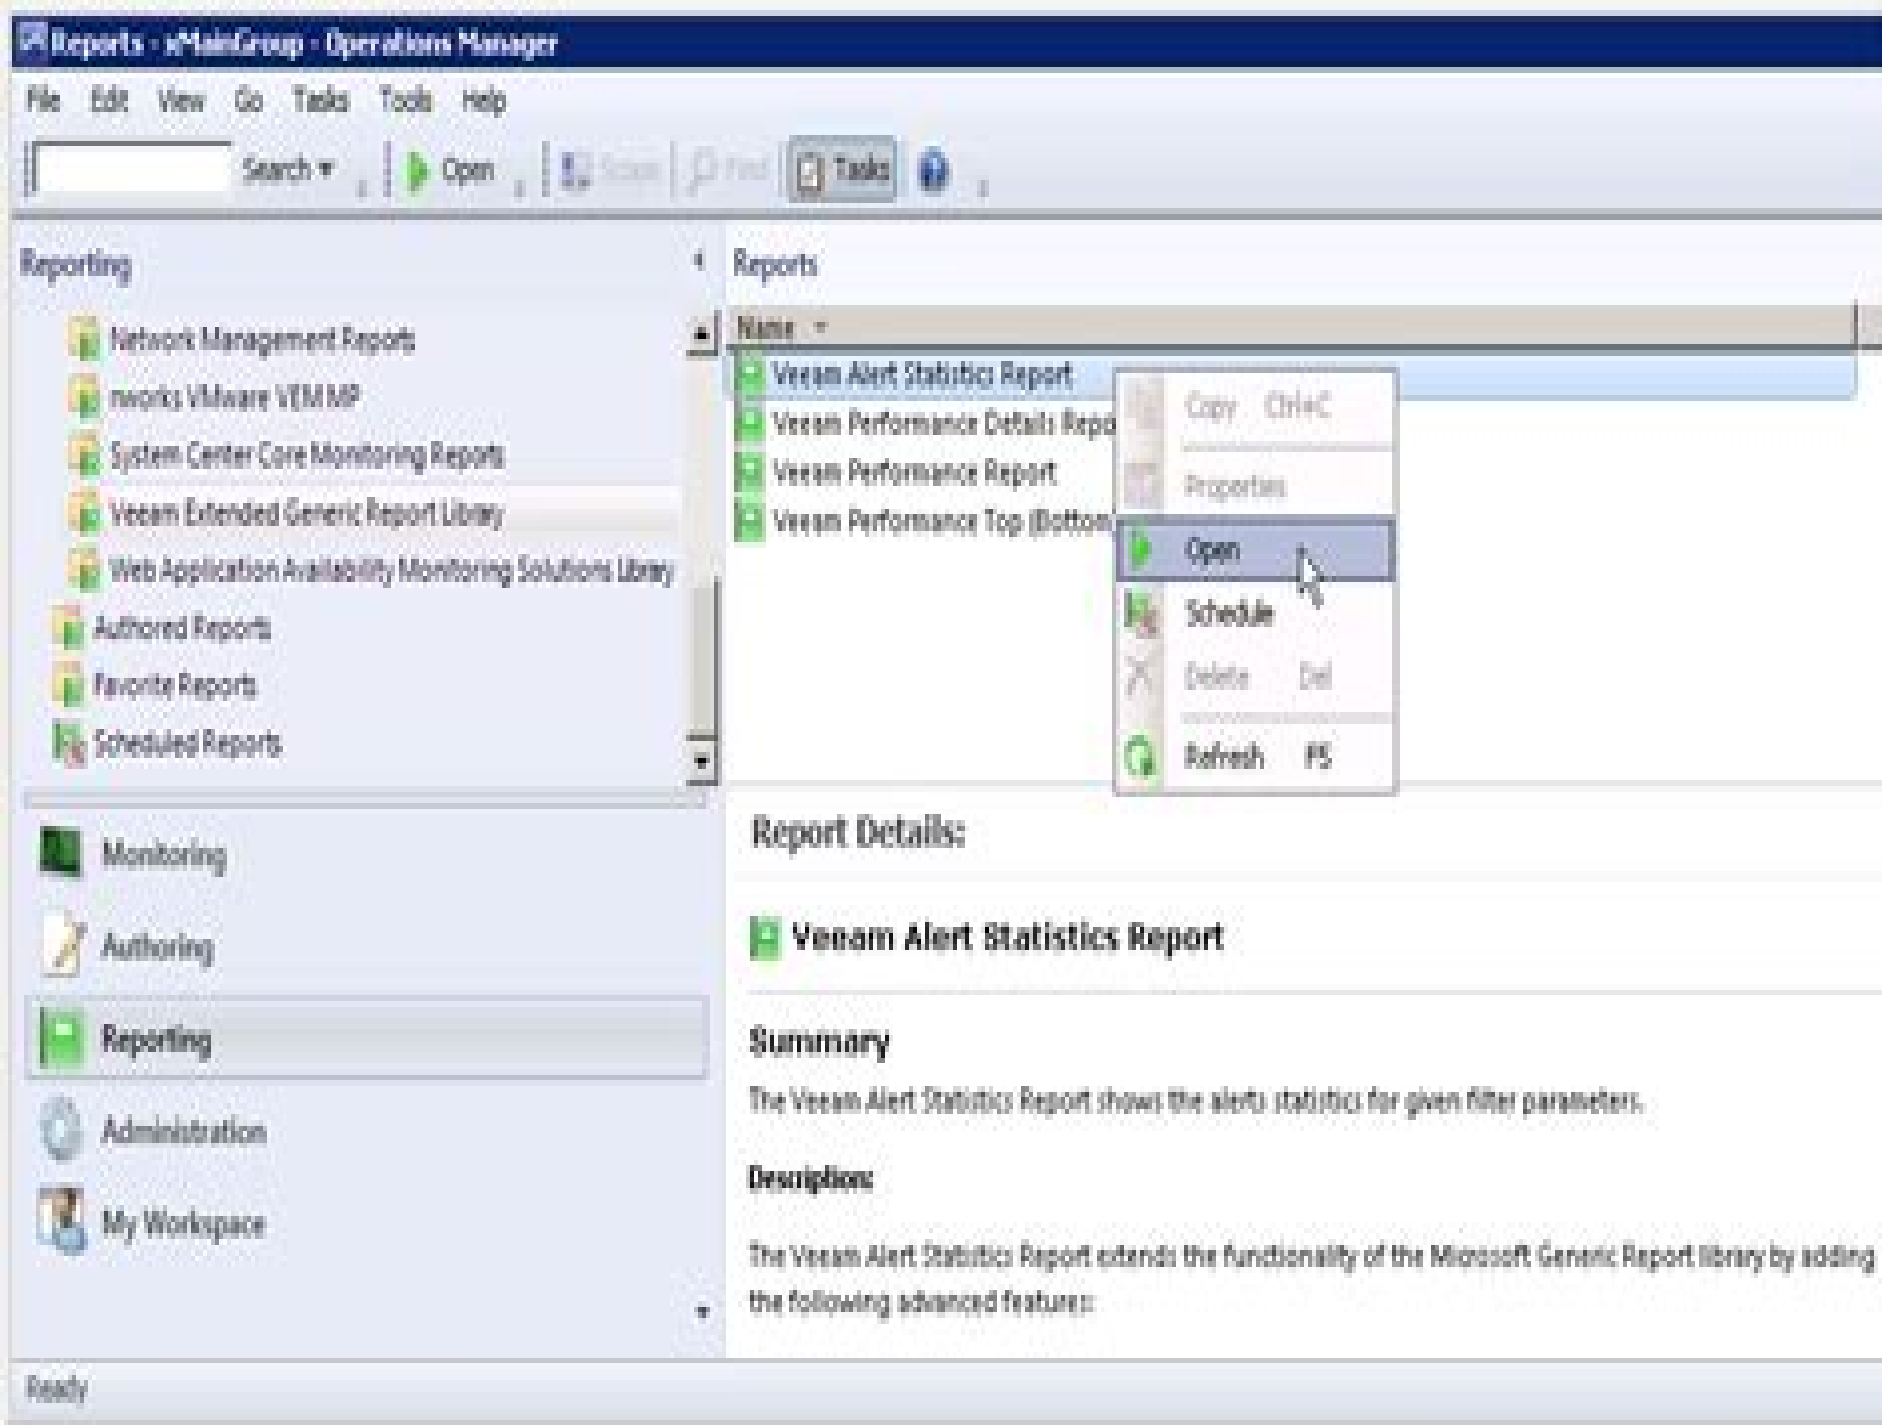 Reports - xMainGroup - Operations Manager
File Edit View Go Tasks Tools Help
Search Open Scope Find Tasks
Reporting
Network Management Reports
nworks VMware VEM MP
System Center Core Monitoring Reports
Veeam Extended Generic Report Library
Web Application Availability Monitoring Solutions Library
Authored Reports
Favorite Reports
Scheduled Reports
Monitoring
Authoring
Reporting
Administration
My Workspace
Reports
Name
Veeam Alert Statistics Report
Veeam Performance Details Repo
Veeam Performance Report
Veeam Performance Top (Bottom
Copy Ctrl+C
Properties
Open
Schedule
Delete Del
Refresh F5
Report Details:
Veeam Alert Statistics Report
Summary
The Veeam Alert Statistics Report shows the alerts statistics for given filter parameters.
Description:
The Veeam Alert Statistics Report extends the functionality of the Microsoft Generic Report library by adding
the following advanced features:
Ready